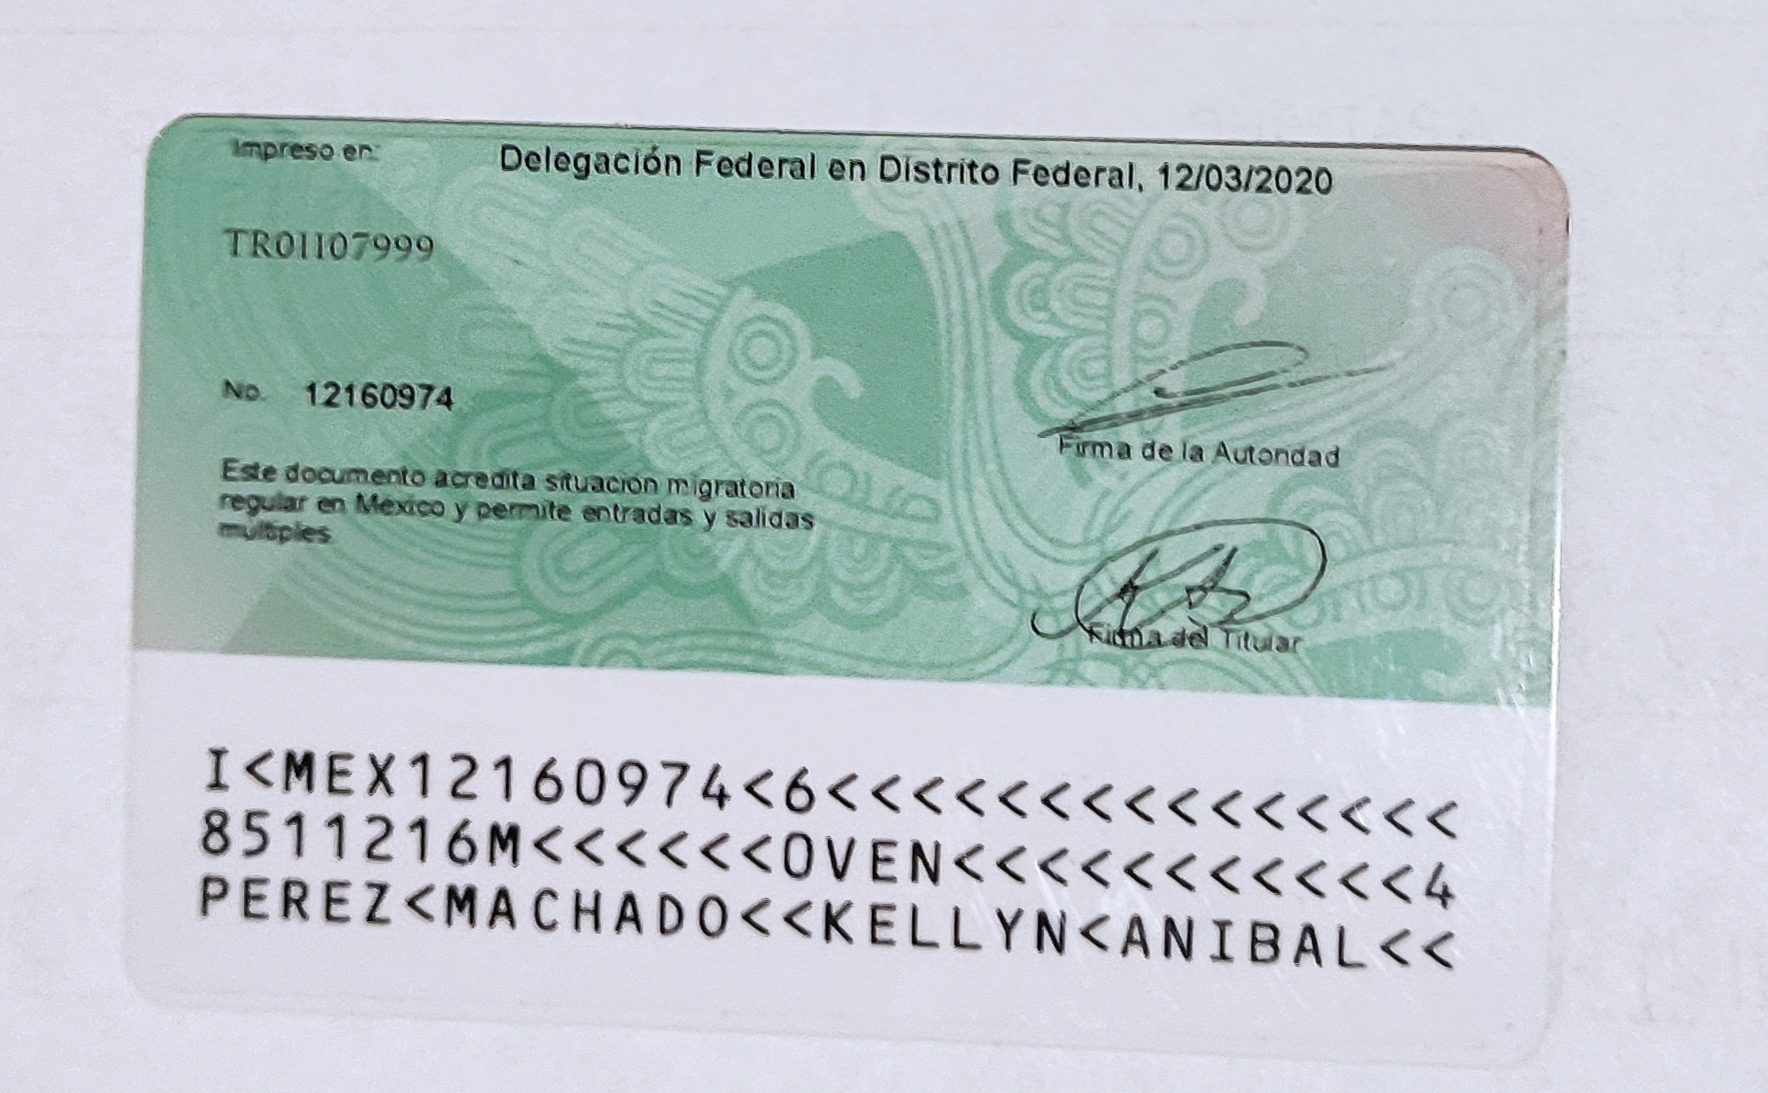 Impreso en: Delegación Federal en Distrito Federal, 12/03/2020
TR01107999
No. 12160974
Firma de la Autoridad
Este documento acredita situación migratoria
regular en Mexico y permite entradas y salidas
múltiples
Firma del Titular
I<MEX12160974<6<<<<<<<<<<<<<<<
8511216M<<<<<<OVEN<<<<<<<<<<<4
PEREZ<MACHADO<<KELLYN<ANIBAL<<